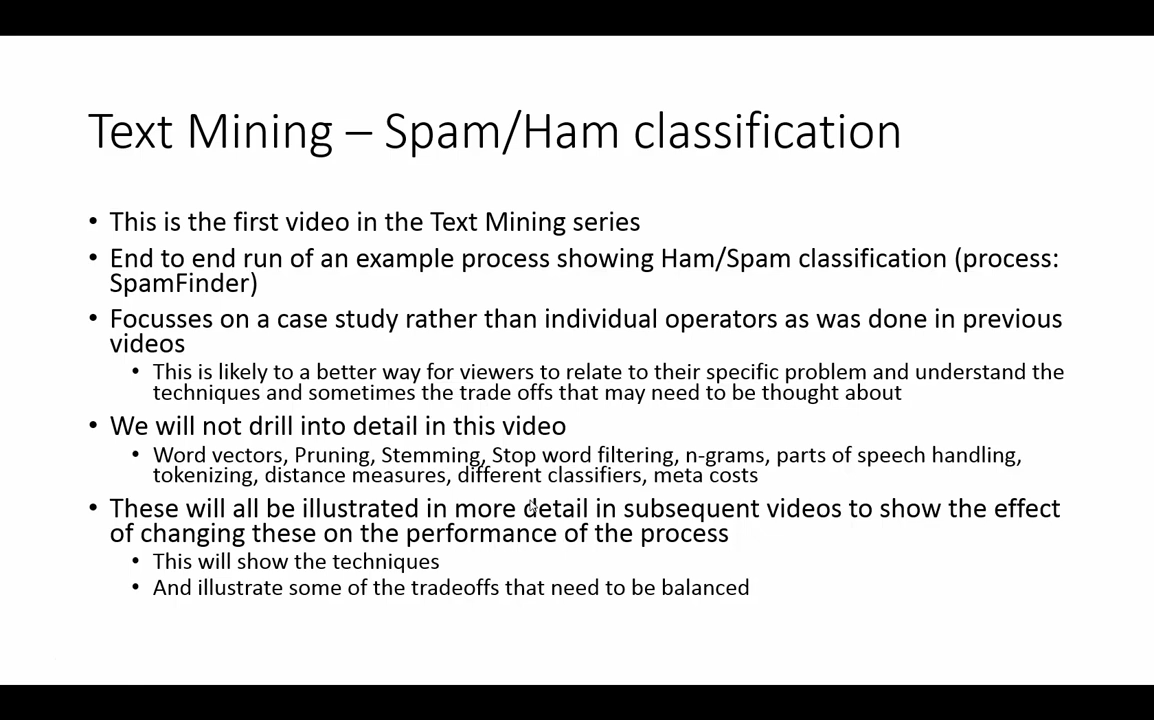 Text Mining – Spam/Ham classification
• This is the first video in the Text Mining series
• End to end run of an example process showing Ham/Spam classification (process:
SpamFinder)
• Focusses on a case study rather than individual operators as was done in previous
videos
• This is likely to a better way for viewers to relate to their specific problem and understand the
techniques and sometimes the trade offs that may need to be thought about
• We will not drill into detail in this video
• Word vectors, Pruning, Stemming, Stop word filtering, n-grams, parts of speech handling,
tokenizing, distance measures, different classifiers, meta costs
• These will all be illustrated in more detail in subsequent videos to show the effect
of changing these on the performance of the process
• This will show the techniques
• And illustrate some of the tradeoffs that need to be balanced